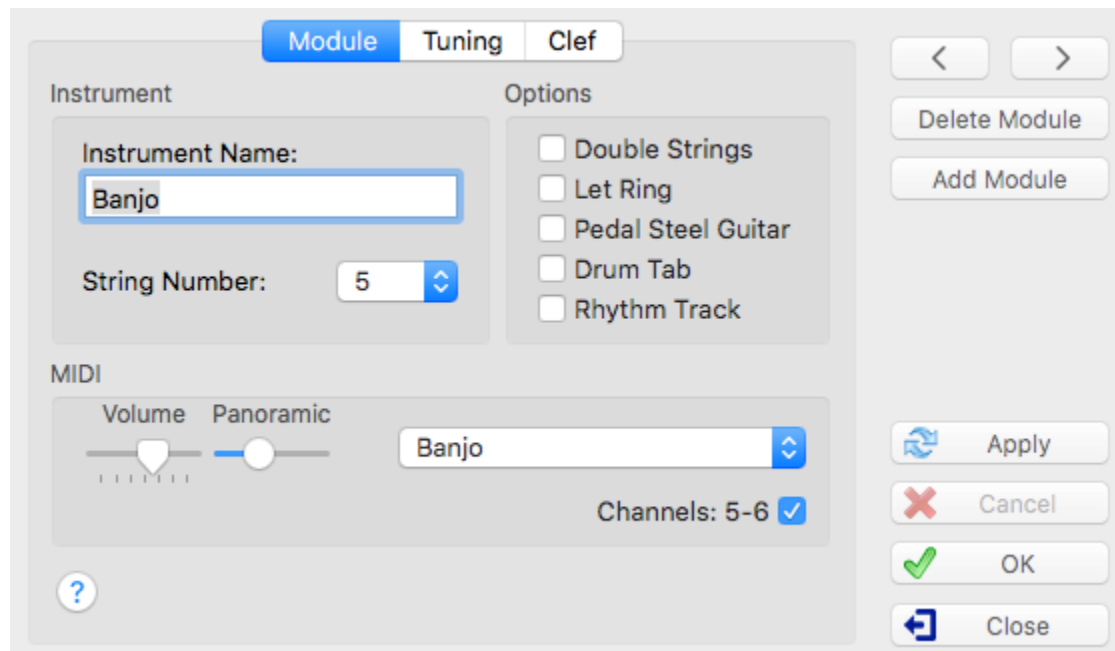 Module Tuning Clef
Instrument
Instrument Name:
Banjo
String Number: 5
Options
Double Strings
Let Ring
Pedal Steel Guitar
Drum Tab
Rhythm Track
MIDI
Volume Panoramic
Banjo
Channels: 5-6
?
< >
Delete Module
Add Module
Apply
Cancel
OK
Close